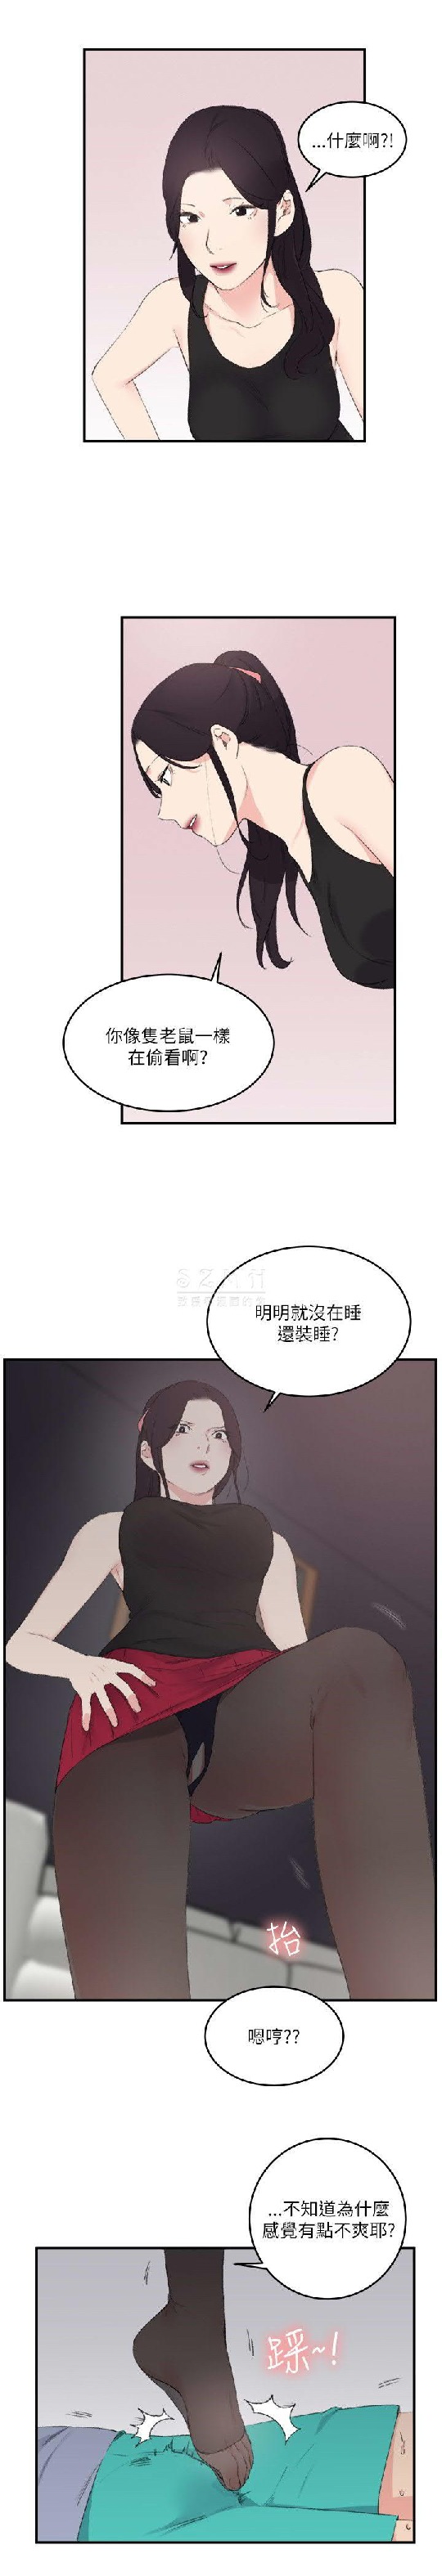 …什麼啊?!
你像隻老鼠一樣
在偷看啊?
明明就沒在睡
還裝睡?
抬
嗯哼??
…不知道為什麼
感覺有點不爽耶?
踩~!